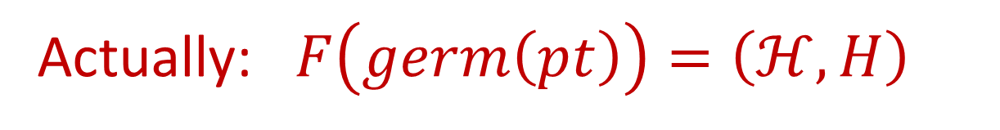 Actually: F(germ(pt)) = (ℋ, H)